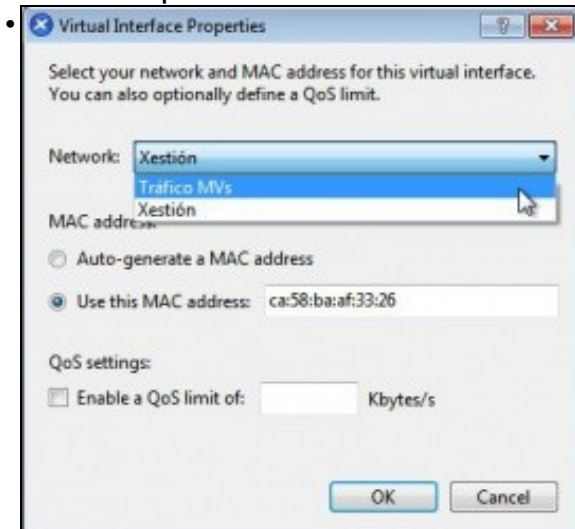 Virtual Interface Properties
Select your network and MAC address for this virtual interface.
You can also optionally define a QoS limit.
Network: Xestión
Tráfico MVs
Xestión
MAC address:
Auto-generate a MAC address
Use this MAC address: ca:58:ba:af:33:26
QoS settings:
Enable a QoS limit of: Kbytes/s
OK Cancel